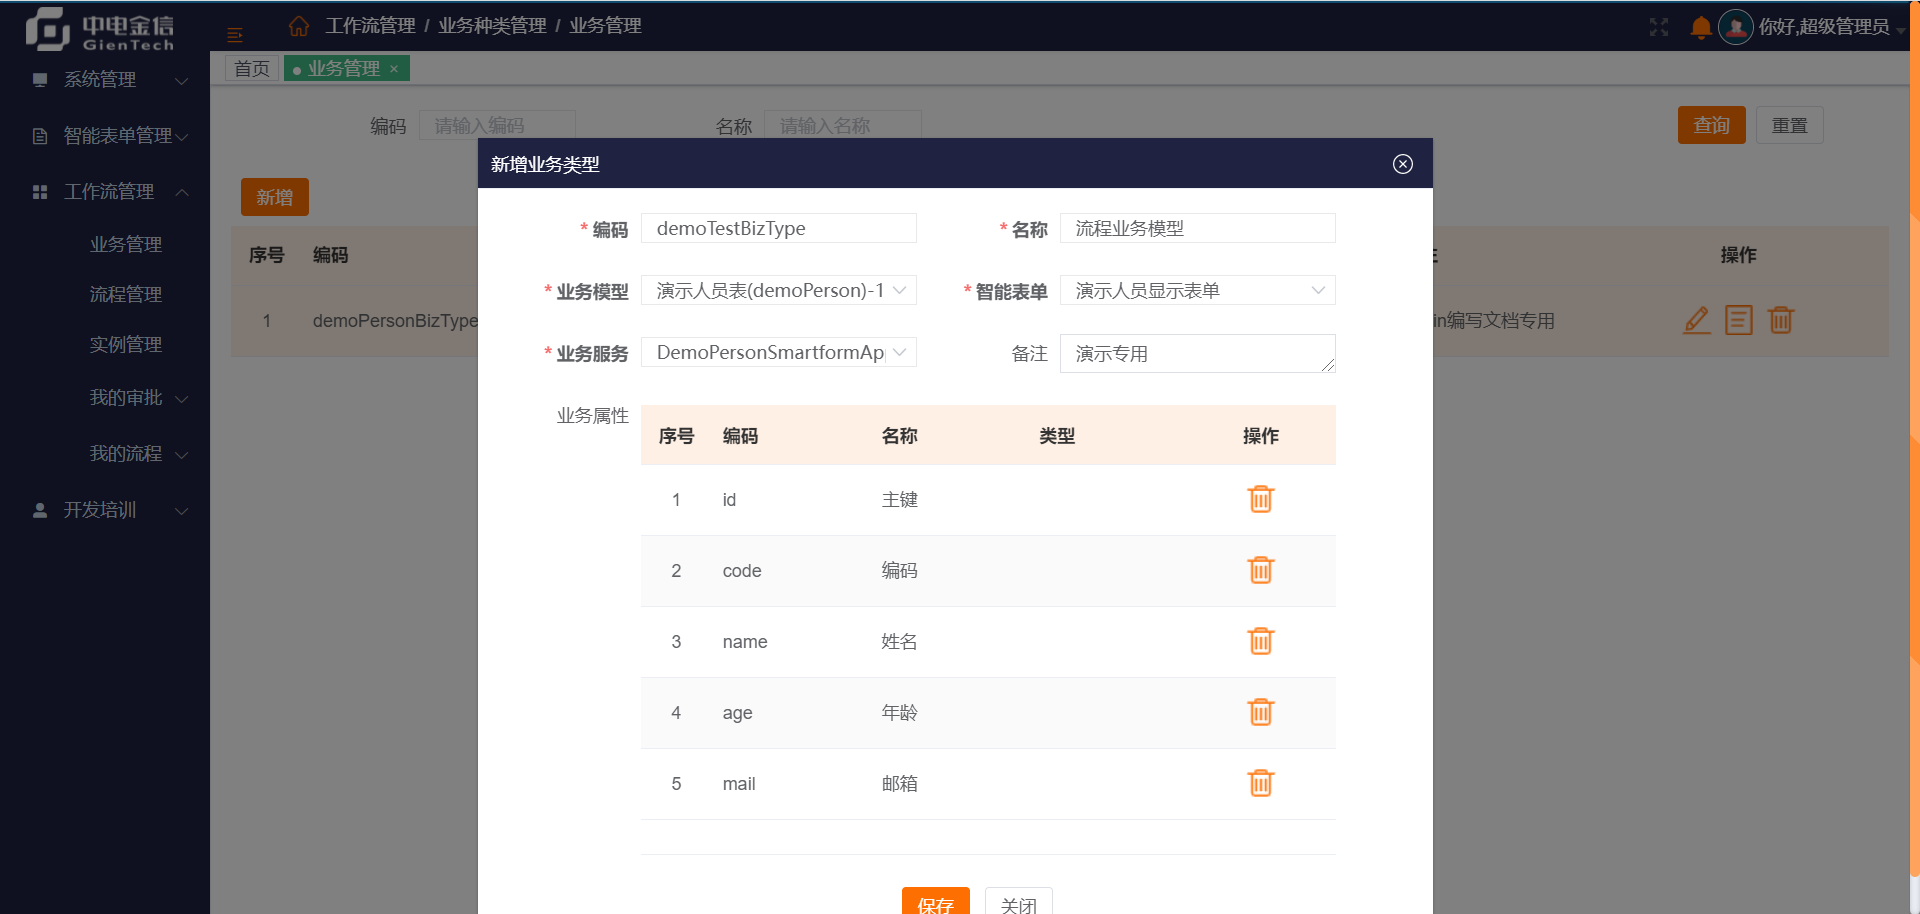 中电金信
GienTech
工作流管理 / 业务种类管理 / 业务管理
你好,超级管理员
首页
业务管理 ×
系统管理
智能表单管理
工作流管理
业务管理
流程管理
实例管理
我的审批
我的流程
开发培训
编码 请输入编码 名称 请输入名称 查询 重置
新增
序号 编码 操作
1 demoPersonBizType in编写文档专用
新增业务类型
* 编码 demoTestBizType * 名称 流程业务模型
* 业务模型 演示人员表(demoPerson)-1 * 智能表单 演示人员显示表单
* 业务服务 DemoPersonSmartformAp 备注 演示专用
业务属性
序号 编码 名称 类型 操作
1 id 主键
2 code 编码
3 name 姓名
4 age 年龄
5 mail 邮箱
保存 关闭